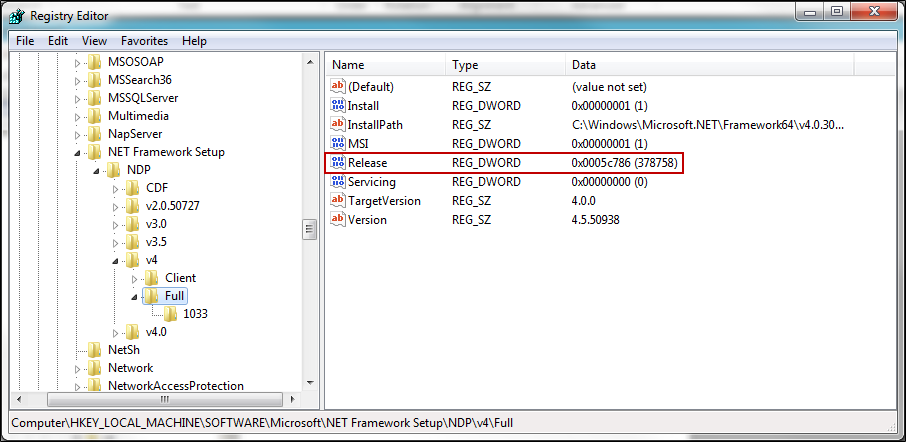 Registry Editor
File Edit View Favorites Help
MSOSOAP
MSSearch36
MSSQLServer
Multimedia
NapServer
NET Framework Setup
NDP
CDF
v2.0.50727
v3.0
v3.5
v4
Client
Full
1033
v4.0
NetSh
Network
NetworkAccessProtection
Name Type Data
(Default) REG_SZ (value not set)
Install REG_DWORD 0x00000001 (1)
InstallPath REG_SZ C:\Windows\Microsoft.NET\Framework64\v4.0.30...
MSI REG_DWORD 0x00000001 (1)
Release REG_DWORD 0x0005c786 (378758)
Servicing REG_DWORD 0x00000000 (0)
TargetVersion REG_SZ 4.0.0
Version REG_SZ 4.5.50938
Computer\HKEY_LOCAL_MACHINE\SOFTWARE\Microsoft\NET Framework Setup\NDP\v4\Full